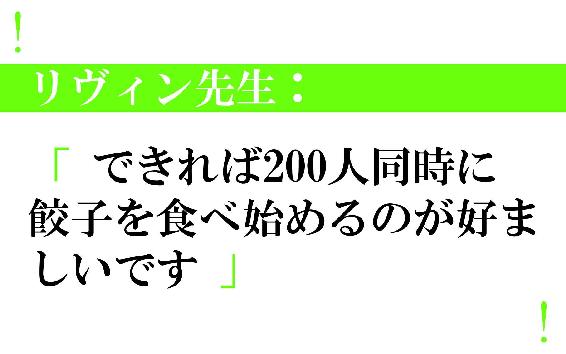 !
リヴィン先生：
「 できれば200人同時に
餃子を食べ始めるのが好ま
しいです 」
!